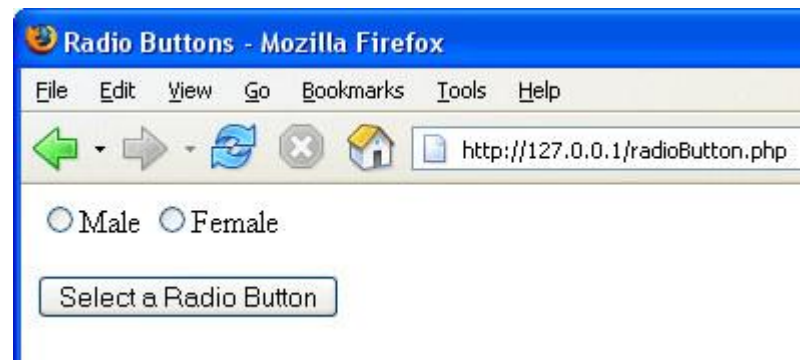 Radio Buttons - Mozilla Firefox
File Edit View Go Bookmarks Tools Help
http://127.0.0.1/radioButton.php
Male Female
Select a Radio Button